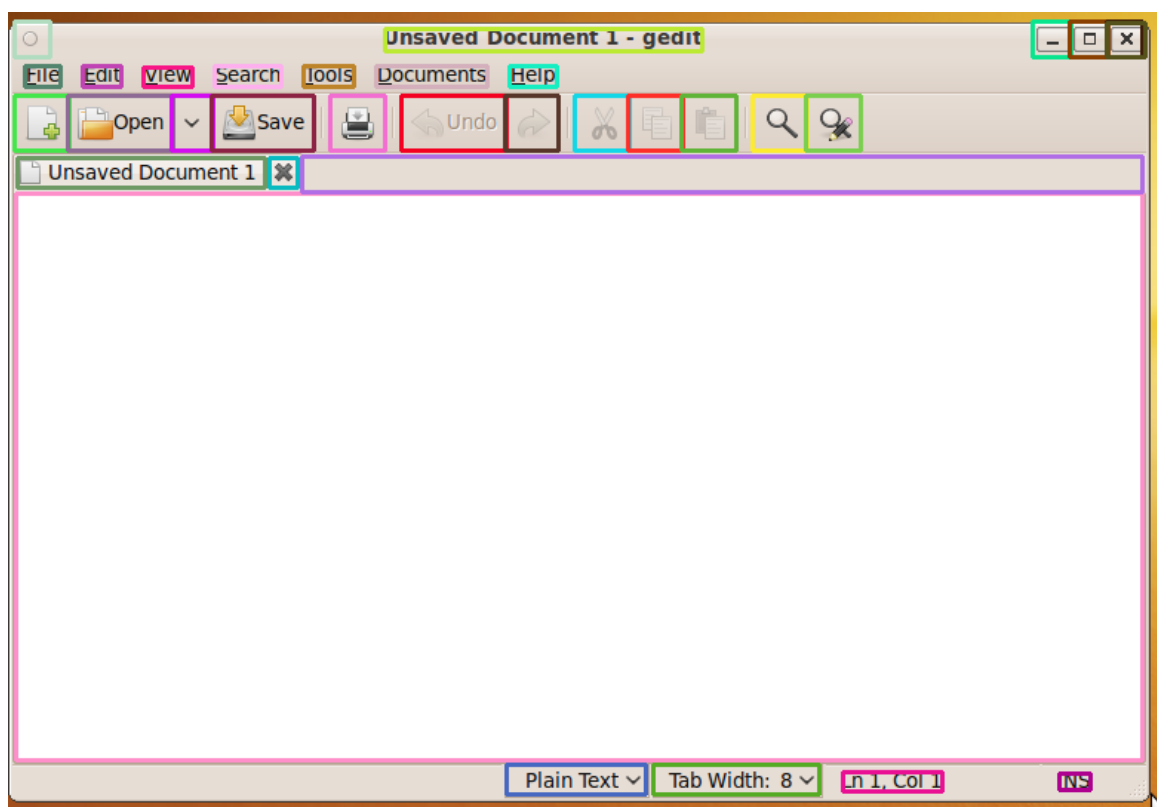 Unsaved Document 1 - gedit
File Edit View Search Tools Documents Help
Open Save Undo
Unsaved Document 1
Plain Text Tab Width: 8 Ln 1, Col 1 INS